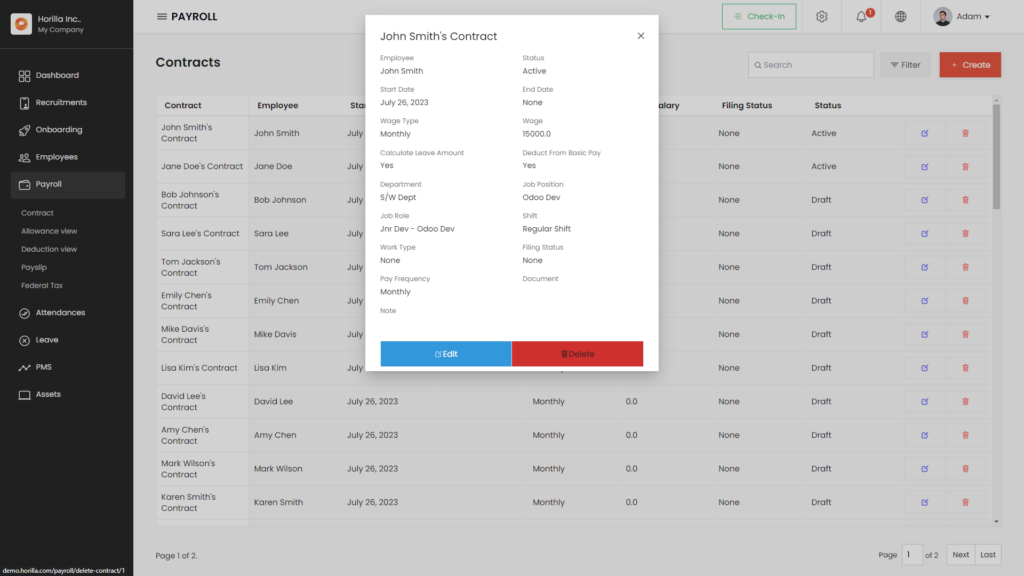 Horilla Inc..
My Company
Dashboard
Recruitments
Onboarding
Employees
Payroll
Contract
Allowance view
Deduction view
Payslip
Federal Tax
Attendances
Leave
PMS
Assets
demo.horilla.com/payroll/delete-contract/1
PAYROLL
Check-In
1
Adam
Contracts
Search
Filter
+ Create
Contract Employee Filing Status Status
John Smith's Contract John Smith July None Active
Jane Doe's Contract Jane Doe July None Active
Bob Johnson's Contract Bob Johnson July None Draft
Sara Lee's Contract Sara Lee July None Draft
Tom Jackson's Contract Tom Jackson July None Draft
Emily Chen's Contract Emily Chen July None Draft
Mike Davis's Contract Mike Davis July None Draft
Lisa Kim's Contract Lisa Kim July None Draft
David Lee's Contract David Lee July 26, 2023 Monthly 0.0 None Draft
Amy Chen's Contract Amy Chen July 26, 2023 Monthly 0.0 None Draft
Mark Wilson's Contract Mark Wilson July 26, 2023 Monthly 0.0 None Draft
Karen Smith's Contract Karen Smith July 26, 2023 Monthly 0.0 None Draft
Page 1 of 2.
Page 1 of 2 Next Last
John Smith's Contract
Employee Status
John Smith Active
Start Date End Date
July 26, 2023 None
Wage Type Wage
Monthly 15000.0
Calculate Leave Amount Deduct From Basic Pay
Yes Yes
Department Job Position
S/W Dept Odoo Dev
Job Role Shift
Jnr Dev - Odoo Dev Regular Shift
Work Type Filing Status
None None
Pay Frequency Document
Monthly
Note
Edit Delete